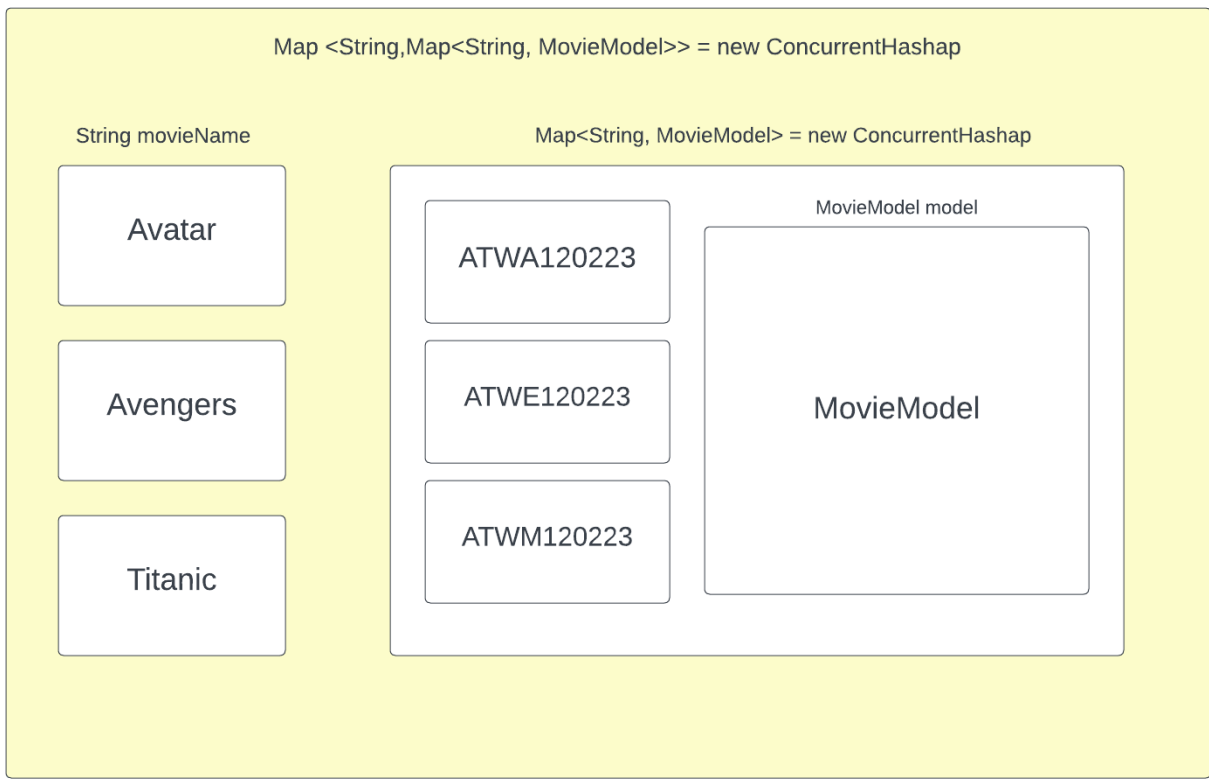 Map <String,Map<String, MovieModel>> = new ConcurrentHashap
String movieName
Avatar
Avengers
Titanic
Map<String, MovieModel> = new ConcurrentHashap
ATWA120223
ATWE120223
ATWM120223
MovieModel model
MovieModel